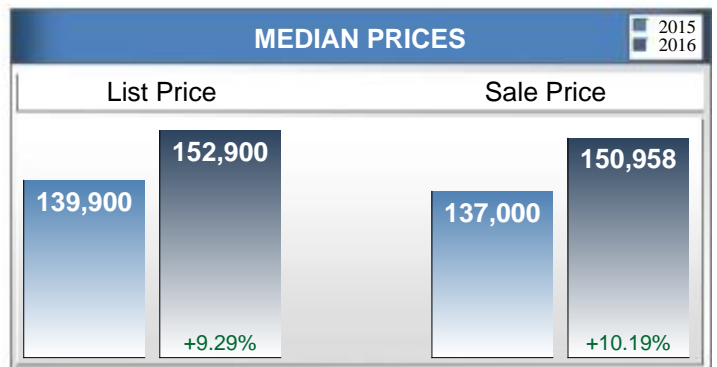 MEDIAN PRICES
2015
2016
List Price
Sale Price
139,900
152,900
+9.29%
137,000
150,958
+10.19%